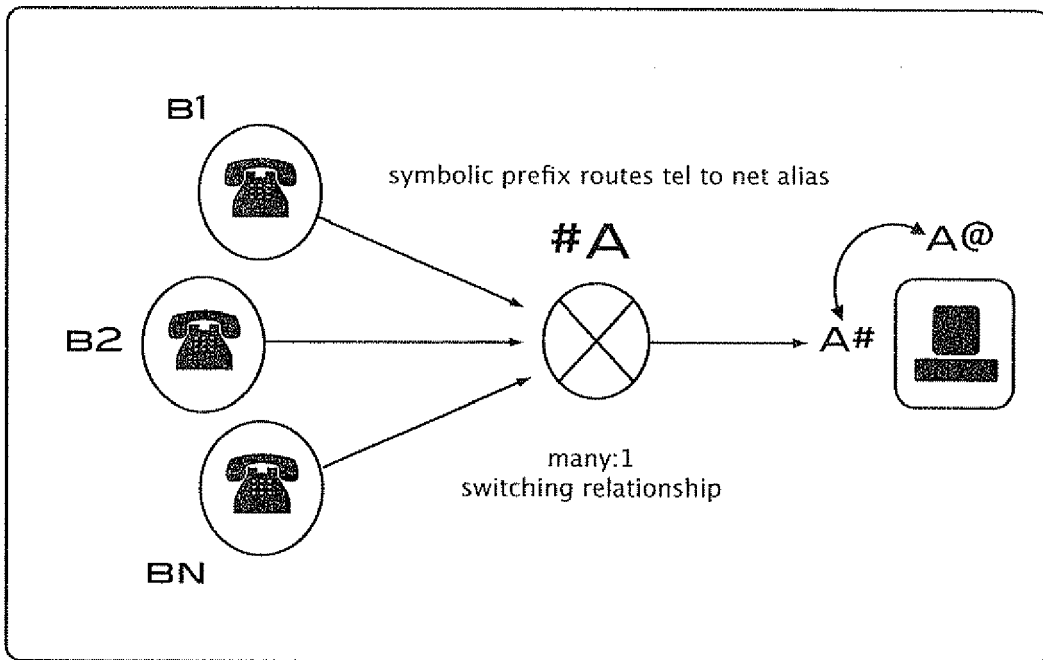 B1
symbolic prefix routes tel to net alias
#A
A@
B2
A#
many:1
switching relationship
BN